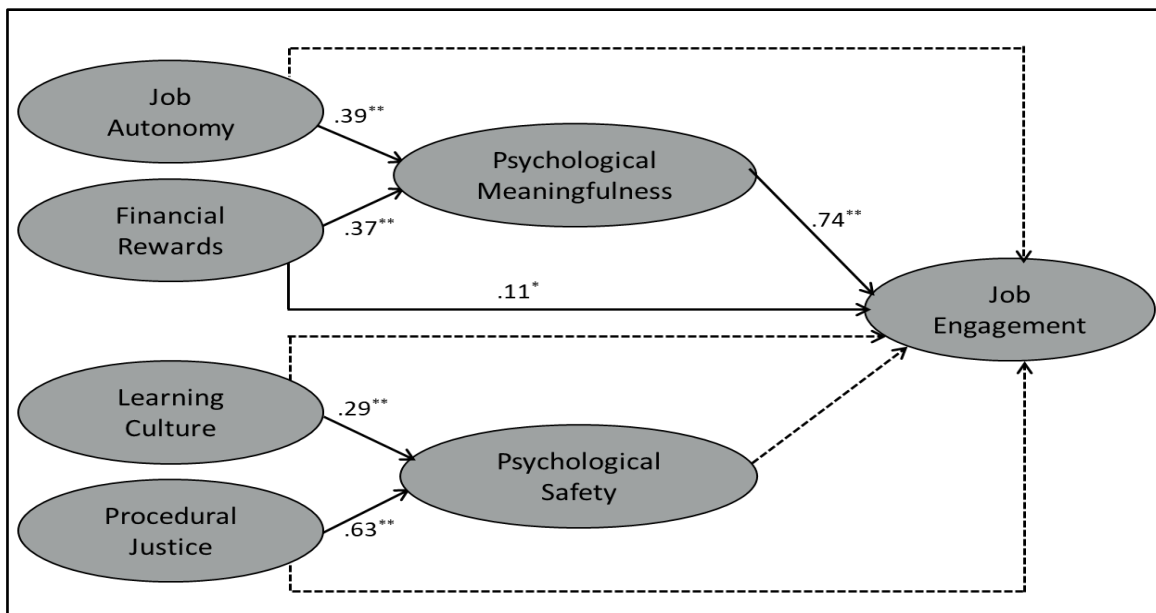 Job
Autonomy
.39**
Psychological
Meaningfulness
Financial
Rewards
.37**
.74**
.11*
Job
Engagement
Learning
Culture
.29**
Psychological
Safety
Procedural
Justice
.63**